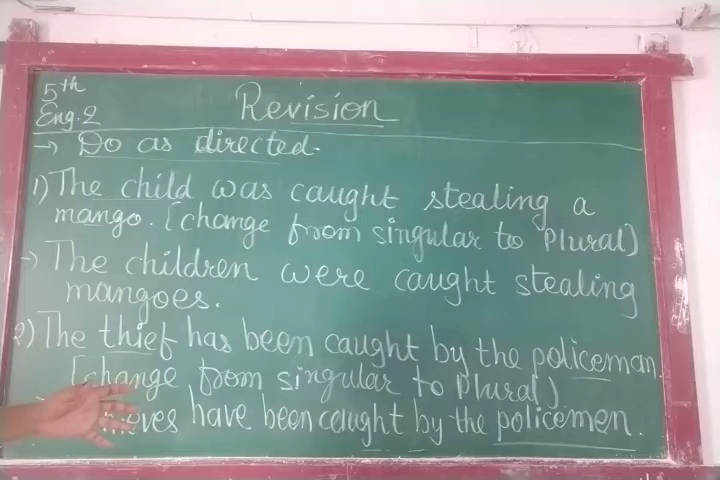 5th
Eng.2
Revision
→ Do as directed.
1) The child was caught stealing a
mango. [change from singular to Plural)
→ The children were caught stealing
mangoes.
2) The thief has been caught by the policeman.
[change from singular to Plural)
have been caught by the policemen.